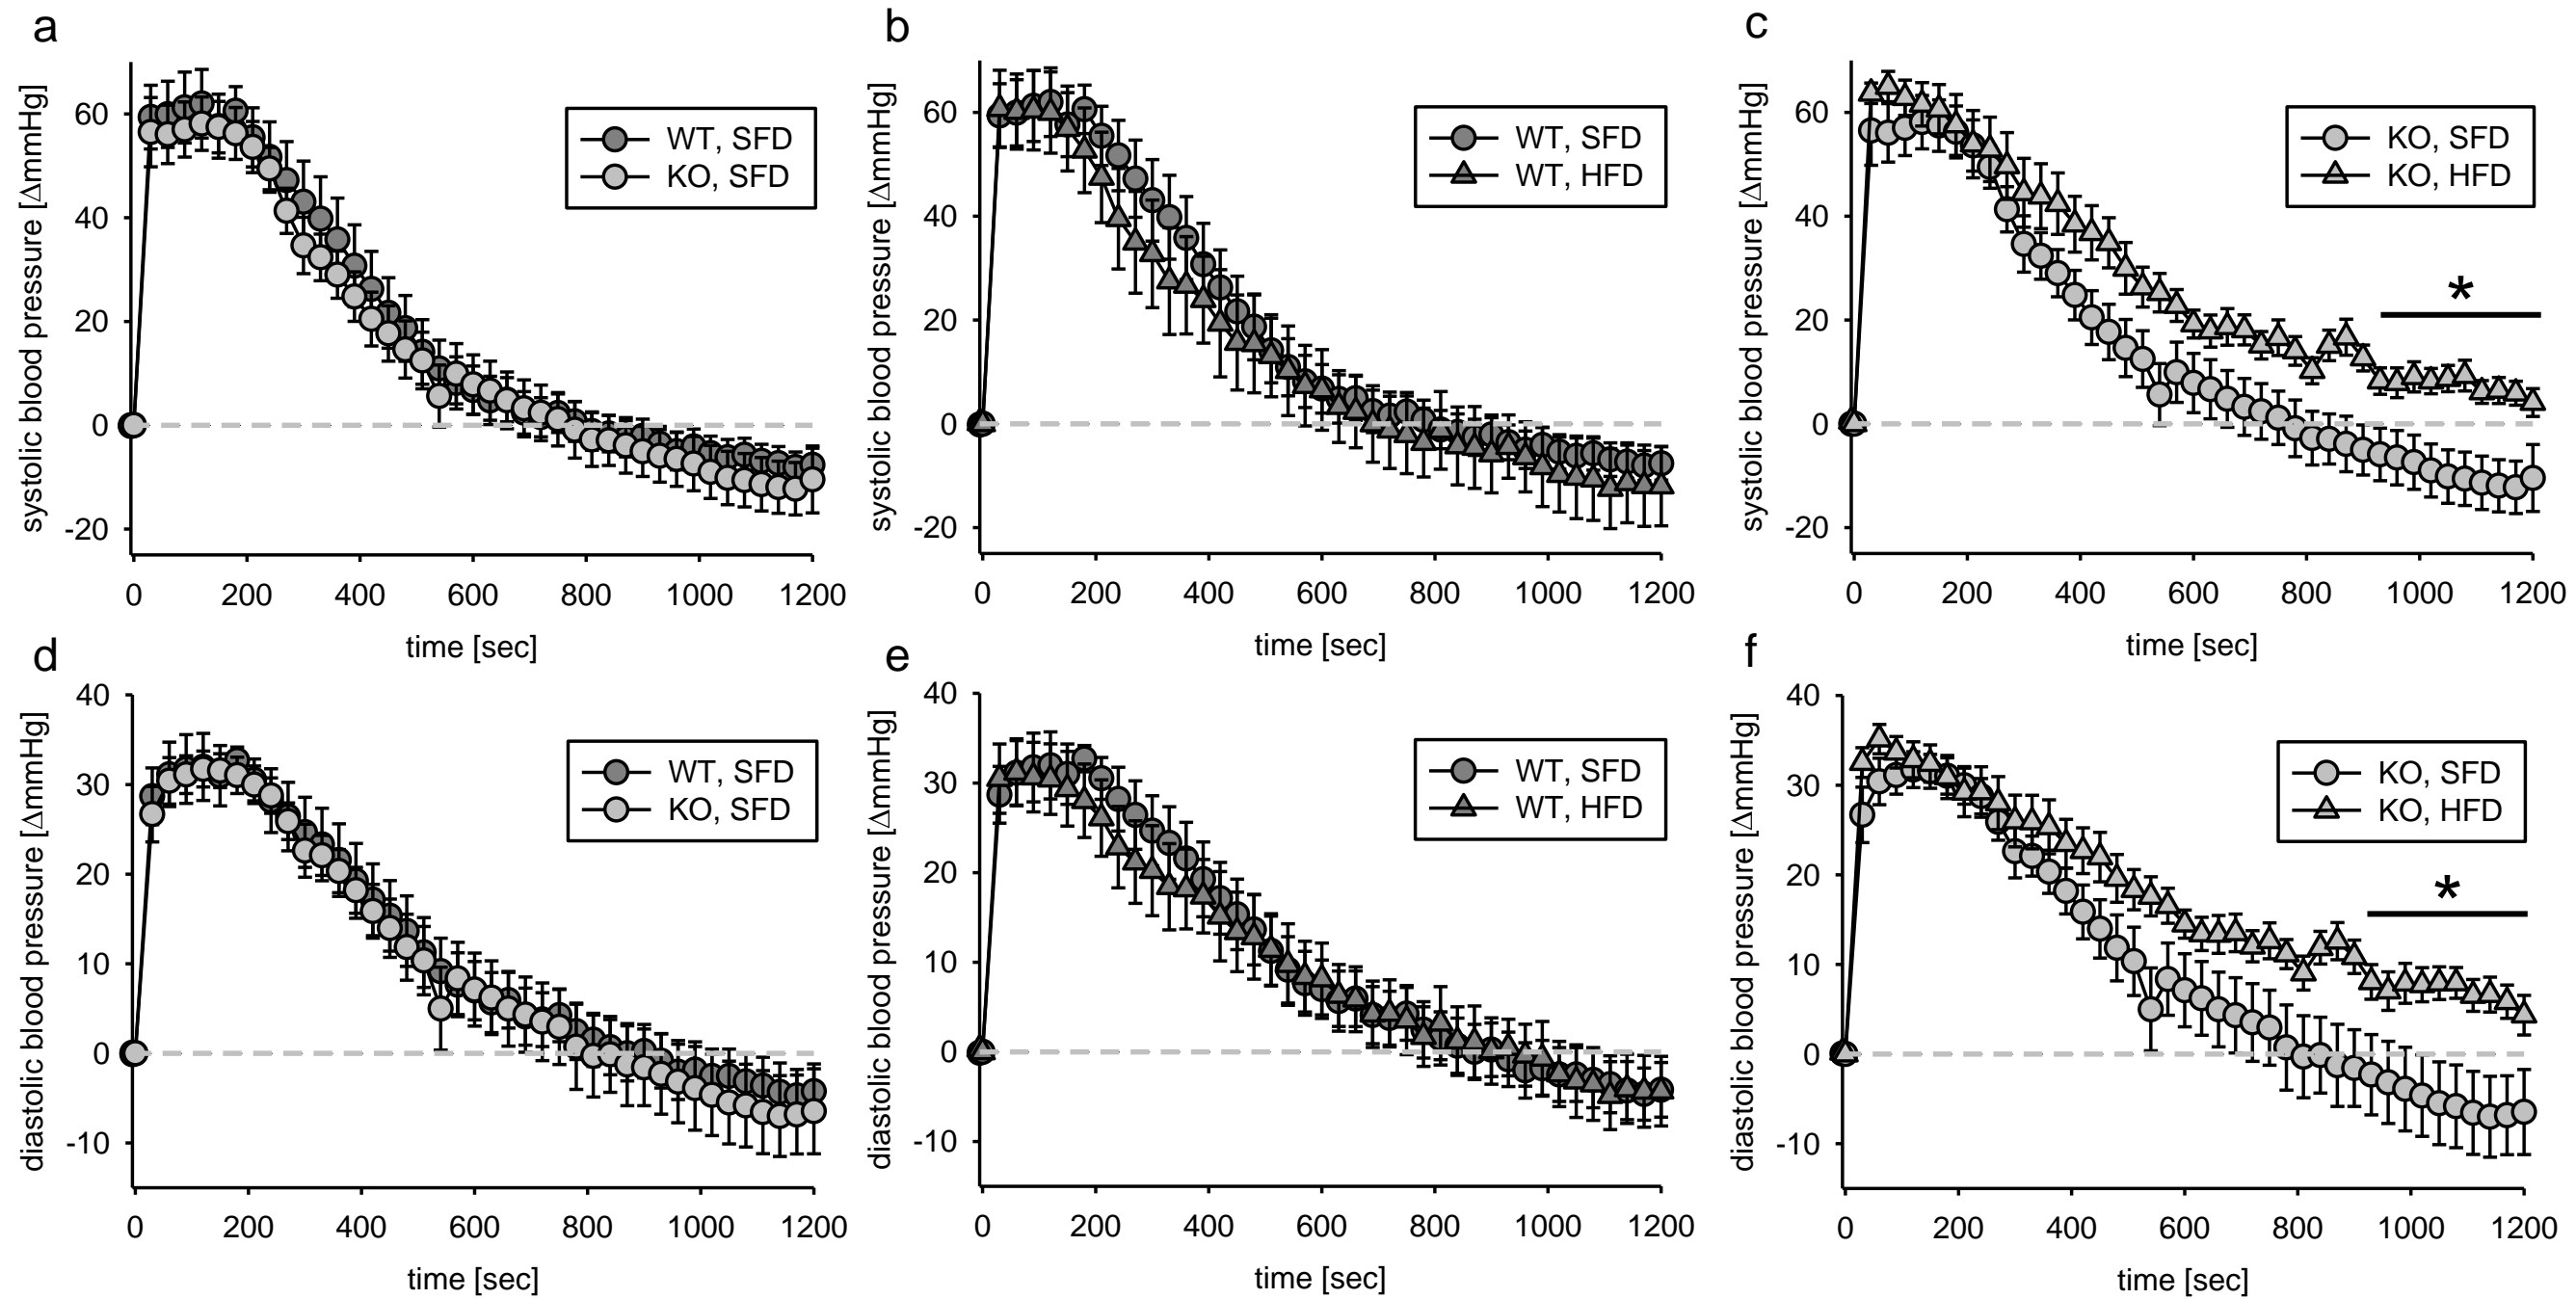 a
systolic blood pressure [ΔmmHg]
60
40
20
0
-20
0 200 400 600 800 1000 1200
time [sec]
WT, SFD
KO, SFD
b
systolic blood pressure [ΔmmHg]
60
40
20
0
-20
0 200 400 600 800 1000 1200
time [sec]
WT, SFD
WT, HFD
c
systolic blood pressure [ΔmmHg]
60
40
20
0
-20
0 200 400 600 800 1000 1200
time [sec]
KO, SFD
KO, HFD
*
d
diastolic blood pressure [ΔmmHg]
40
30
20
10
0
-10
0 200 400 600 800 1000 1200
time [sec]
WT, SFD
KO, SFD
e
diastolic blood pressure [ΔmmHg]
40
30
20
10
0
-10
0 200 400 600 800 1000 1200
time [sec]
WT, SFD
WT, HFD
f
diastolic blood pressure [ΔmmHg]
40
30
20
10
0
-10
0 200 400 600 800 1000 1200
time [sec]
KO, SFD
KO, HFD
*